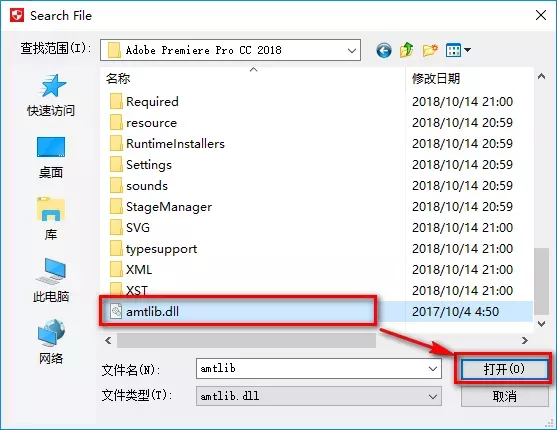 Search File
查找范围(I):
Adobe Premiere Pro CC 2018
名称
修改日期
Required
2018/10/14 21:00
resource
2018/10/14 20:59
RuntimeInstallers
2018/10/14 20:59
Settings
2018/10/14 20:59
sounds
2018/10/14 20:59
StageManager
2018/10/14 20:59
SVG
2018/10/14 21:00
typesupport
2018/10/14 21:00
XML
2018/10/14 21:00
XST
2018/10/14 21:00
amtlib.dll
2017/10/4 4:50
快速访问
桌面
库
此电脑
网络
文件名(N):
amtlib
打开(O)
文件类型(T):
amtlib.dll
取消